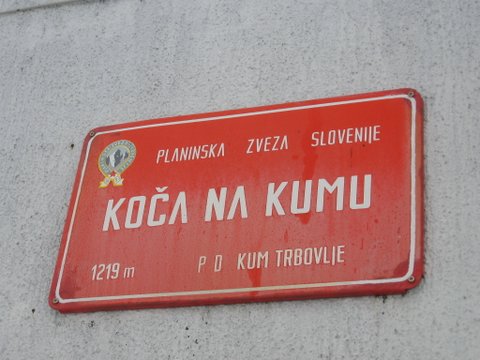 PLANINSKA ZVEZA SLOVENIJE
KOČA NA KUMU
1219 m P D KUM TRBOVLJE